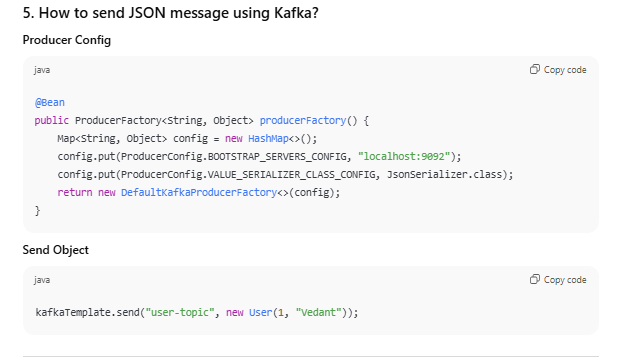 5. How to send JSON message using Kafka?
Producer Config
java
Copy code
@Bean
public ProducerFactory<String, Object> producerFactory() {
    Map<String, Object> config = new HashMap<>();
    config.put(ProducerConfig.BOOTSTRAP_SERVERS_CONFIG, "localhost:9092");
    config.put(ProducerConfig.VALUE_SERIALIZER_CLASS_CONFIG, JsonSerializer.class);
    return new DefaultKafkaProducerFactory<>(config);
}
Send Object
java
Copy code
kafkaTemplate.send("user-topic", new User(1, "Vedant"));